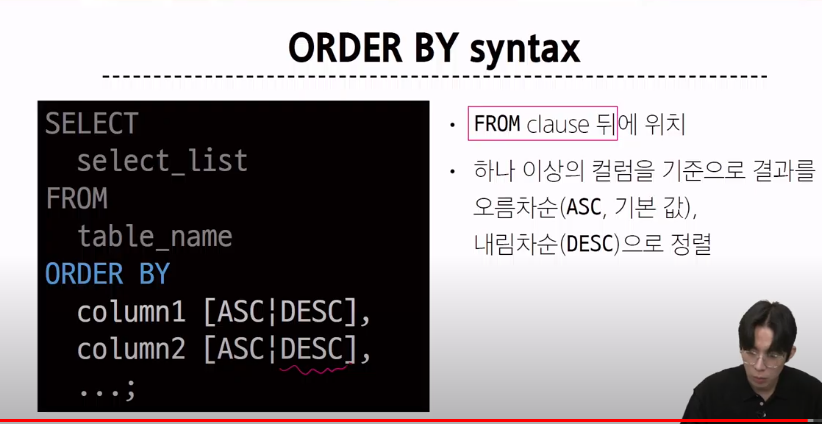 ORDER BY syntax
SELECT
select_list
FROM
table_name
ORDER BY
column1 [ASC¦DESC],
column2 [ASC¦DESC],
...;
• FROM clause 뒤에 위치
• 하나 이상의 컬럼을 기준으로 결과를
오름차순(ASC, 기본 값),
내림차순(DESC)으로 정렬